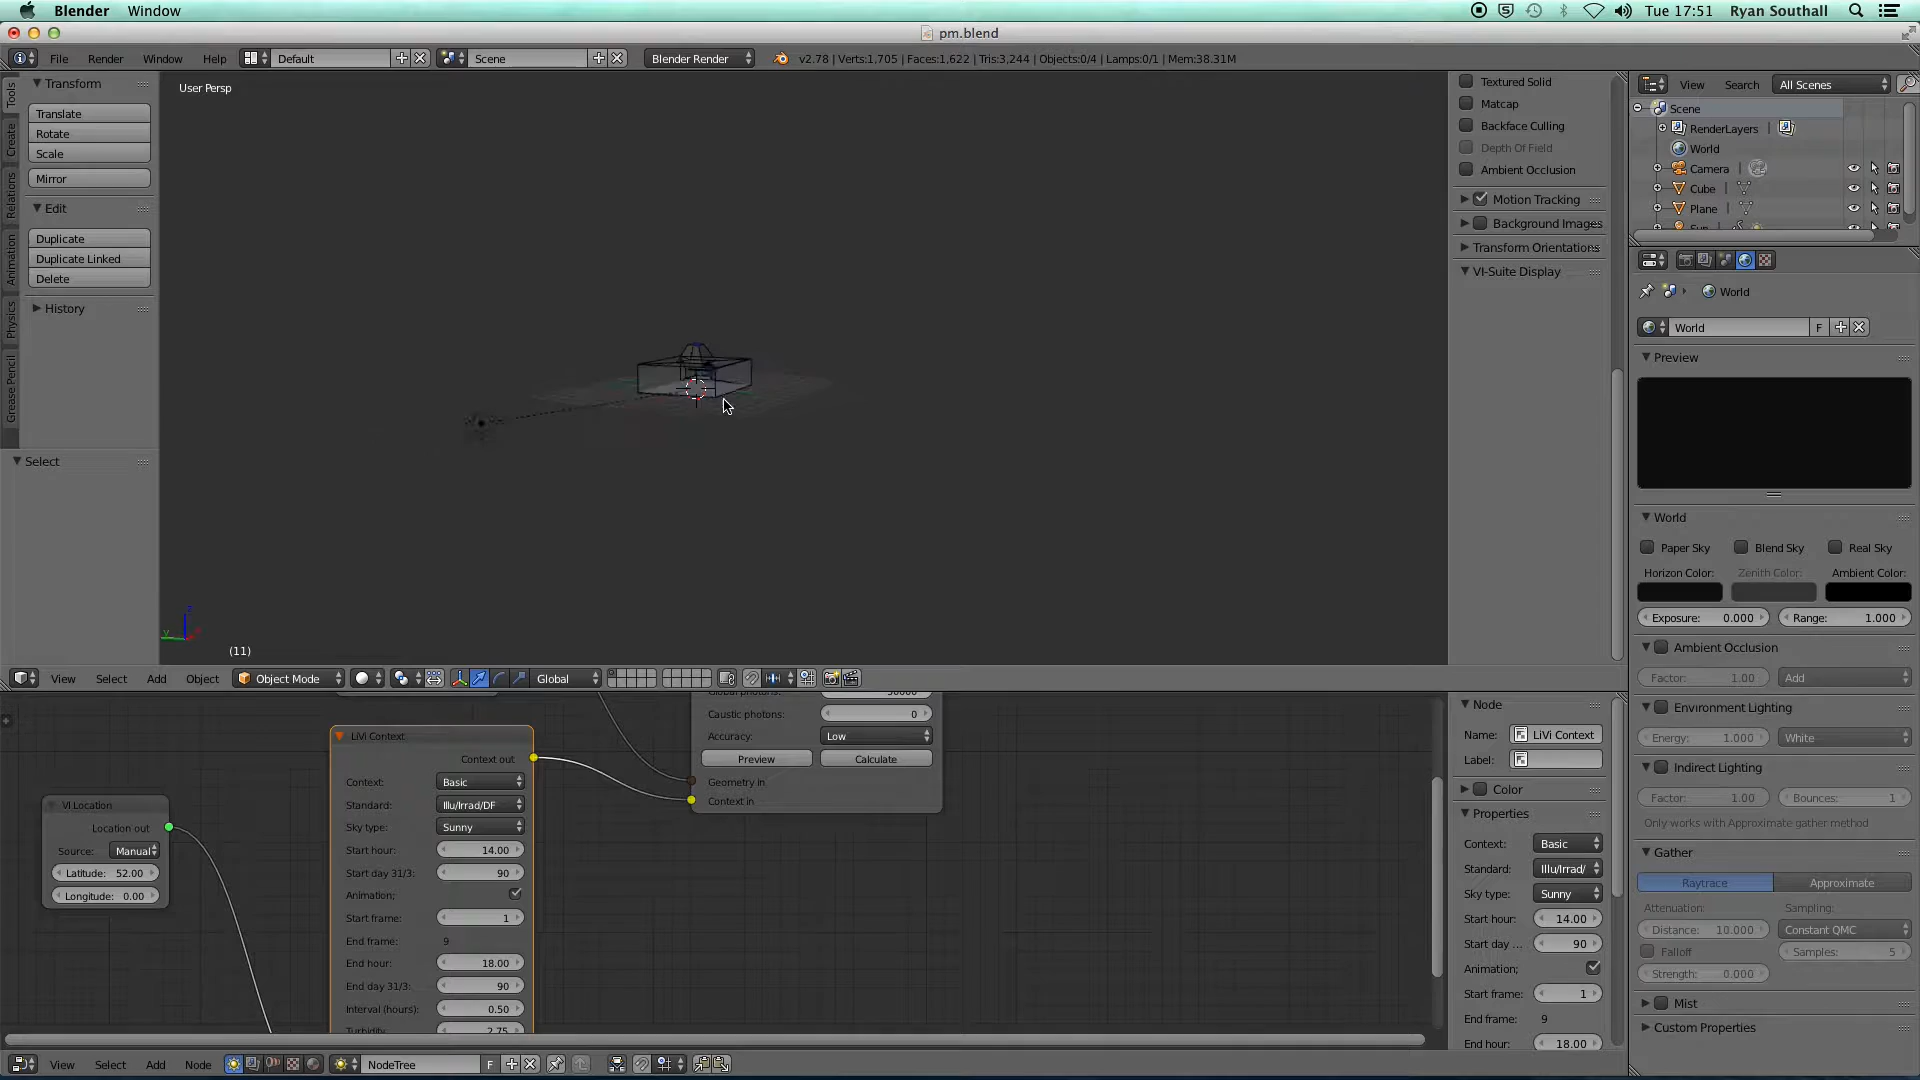 Blender Window Tue 17:51 Ryan Southall
pm.blend
File Render Window Help Default Scene Blender Render v2.78 | Verts:1,705 | Faces:1,622 | Tris:3,244 | Objects:0/4 | Lamps:0/1 | Mem:38.31M
Tools
Create
Relations
Animation
Physics
Grease Pencil
Transform
Translate
Rotate
Scale
Mirror
Edit
Duplicate
Duplicate Linked
Delete
History
Select
User Persp
(11)
Textured Solid
Matcap
Backface Culling
Depth Of Field
Ambient Occlusion
Motion Tracking
Background Images
Transform Orientations
VI-Suite Display
View Search All Scenes
Scene
RenderLayers
World
Camera
Cube
Plane
World
World F
Preview
World
Paper Sky Blend Sky Real Sky
Horizon Color: Zenith Color: Ambient Color:
Exposure: 0.000 Range: 1.000
Ambient Occlusion
Factor: 1.00 Add
Environment Lighting
Energy: 1.000 White
Indirect Lighting
Factor: 1.00 Bounces: 1
Only works with Approximate gather method
Gather
Raytrace Approximate
Attenuation: Sampling:
Distance: 10.000 Constant QMC
Falloff Samples: 5
Strength: 0.000
Mist
Custom Properties
View Select Add Object Object Mode Global
VI Location
Location out
Source: Manual
Latitude: 52.00
Longitude: 0.00
LiVi Context
Context out
Context: Basic
Standard: Illu/Irrad/DF
Sky type: Sunny
Start hour: 14.00
Start day 31/3: 90
Animation;
Start frame: 1
End frame: 9
End hour: 18.00
End day 31/3: 90
Interval (hours): 0.50
Turbidity 2.75
Caustic photons: 0
Accuracy: Low
Preview Calculate
Geometry in
Context in
Node
Name: LiVi Context
Label:
Color
Properties
Context: Basic
Standard: Illu/Irrad/
Sky type: Sunny
Start hour: 14.00
Start day ... 90
Animation;
Start frame: 1
End frame: 9
End hour: 18.00
View Select Add Node NodeTree F